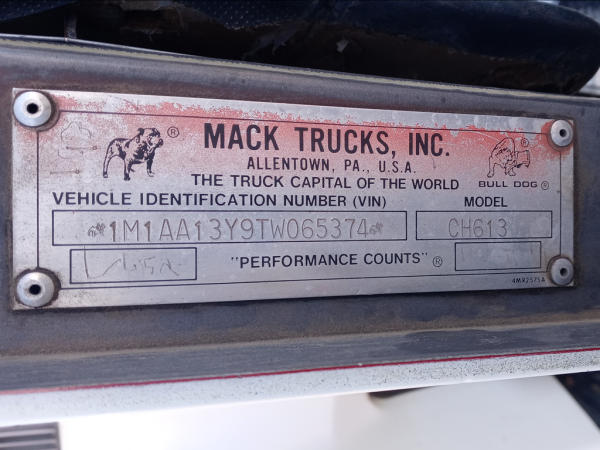 MACK TRUCKS, INC.
ALLENTOWN, PA., U.S.A.
THE TRUCK CAPITAL OF THE WORLD
BULL DOG ®
VEHICLE IDENTIFICATION NUMBER (VIN)
MODEL
1M1AA13Y9TW065374
CH613
"PERFORMANCE COUNTS" ®
4MR2575A